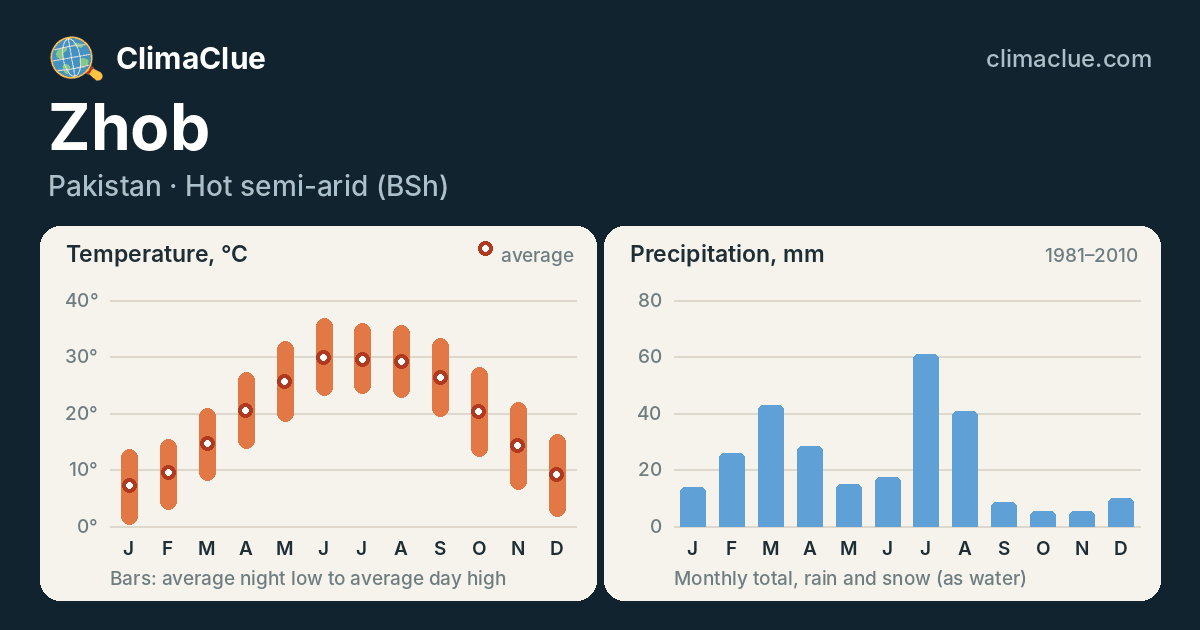 ClimaClue
climaclue.com
Zhob
Pakistan · Hot semi-arid (BSh)
Temperature, °C
average
40°
30°
20°
10°
0°
J F M A M J J A S O N D
Bars: average night low to average day high
Precipitation, mm
1981–2010
80
60
40
20
0
J F M A M J J A S O N D
Monthly total, rain and snow (as water)